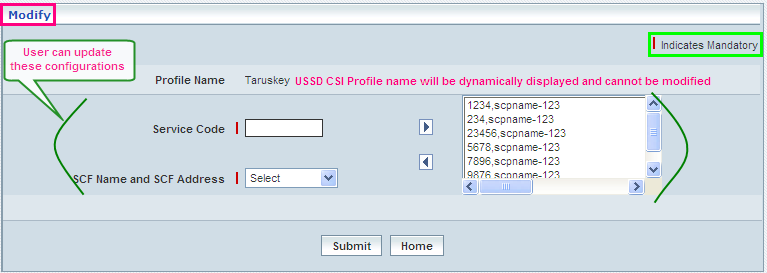 Modify
Indicates Mandatory
User can update
these configurations
Profile Name Taruskey USSD CSI Profile name will be dynamically displayed and cannot be modified
1234,scpname-123
234,scpname-123
Service Code
23456,scpname-123
5678,scpname-123
7896,scpname-123
SCF Name and SCF Address Select
9876,scpname-123
Submit Home